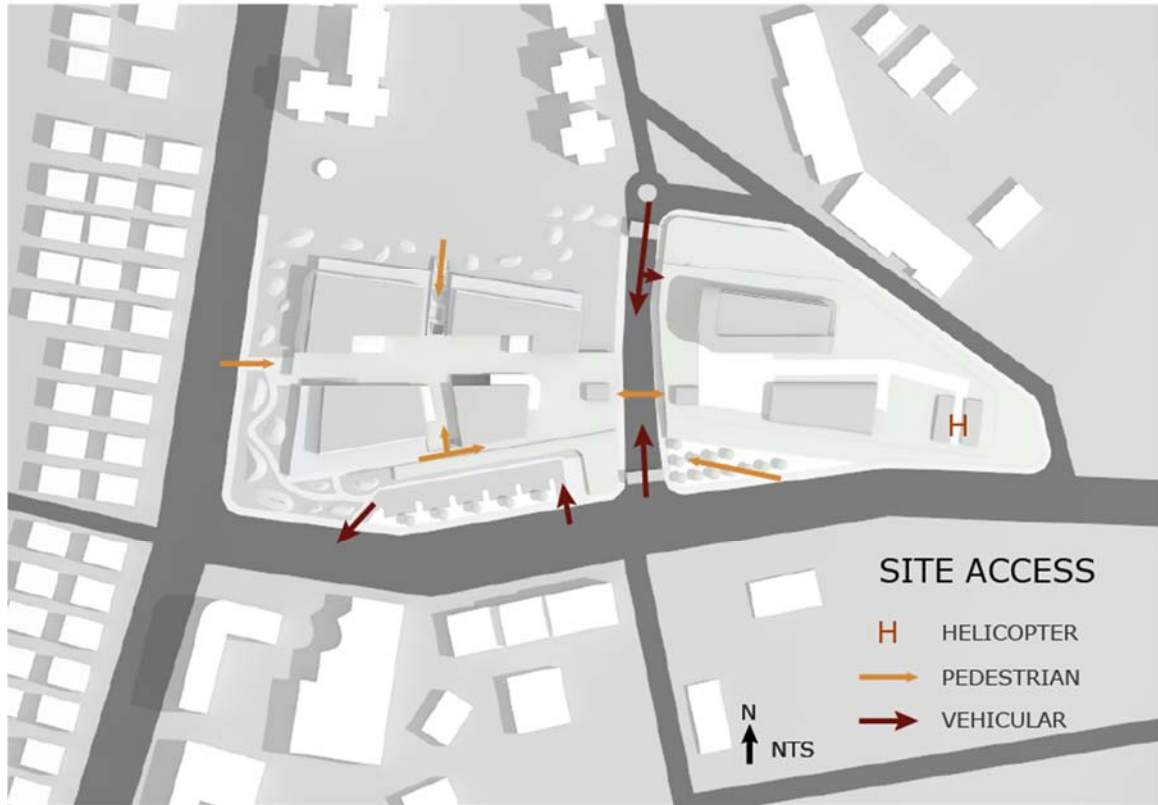 H
SITE ACCESS
H HELICOPTER
PEDESTRIAN
VEHICULAR
N
NTS